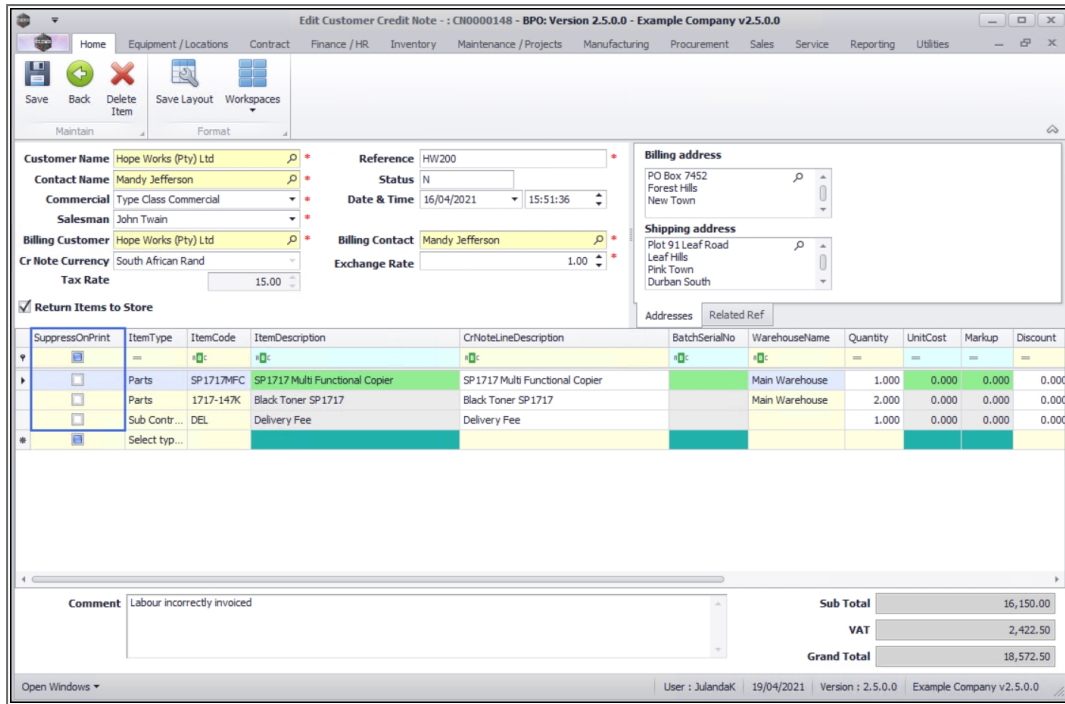 Edit Customer Credit Note - : CN0000148 - BPO: Version 2.5.0.0 - Example Company v2.5.0.0
Home Equipment / Locations Contract Finance / HR Inventory Maintenance / Projects Manufacturing Procurement Sales Service Reporting Utilities
Save Back Delete Item Save Layout Workspaces
Maintain Format
Customer Name Hope Works (Pty) Ltd * Reference HW200 *
Contact Name Mandy Jefferson * Status N
Commercial Type Class Commercial * Date & Time 16/04/2021 15:51:36
Salesman John Twain *
Billing Customer Hope Works (Pty) Ltd * Billing Contact Mandy Jefferson *
Cr Note Currency South African Rand Exchange Rate 1.00 *
Tax Rate 15.00
Billing address
PO Box 7452
Forest Hills
New Town
Shipping address
Plot 91 Leaf Road
Leaf Hills
Pink Town
Durban South
Return Items to Store
Addresses Related Ref
SuppressOnPrint ItemType ItemCode ItemDescription CrNoteLineDescription BatchSerialNo WarehouseName Quantity UnitCost Markup Discount
Parts SP1717MFC SP1717 Multi Functional Copier SP1717 Multi Functional Copier Main Warehouse 1.000 0.000 0.000 0.000
Parts 1717-147K Black Toner SP1717 Black Toner SP1717 Main Warehouse 2.000 0.000 0.000 0.000
Sub Contr... DEL Delivery Fee Delivery Fee 1.000 0.000 0.000 0.000
Select typ...
Comment Labour incorrectly invoiced
Sub Total 16,150.00
VAT 2,422.50
Grand Total 18,572.50
Open Windows User : JulandaK 19/04/2021 Version : 2.5.0.0 Example Company v2.5.0.0